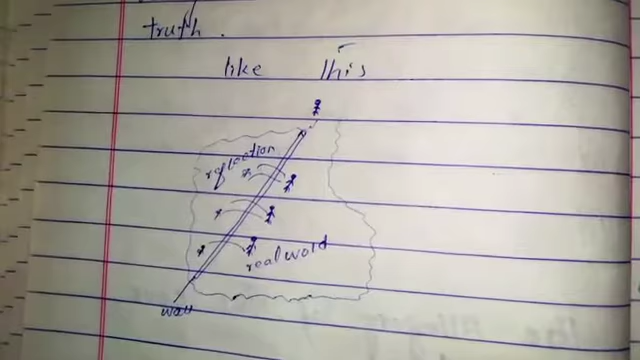 truth.
like this
reflection
real world
wall